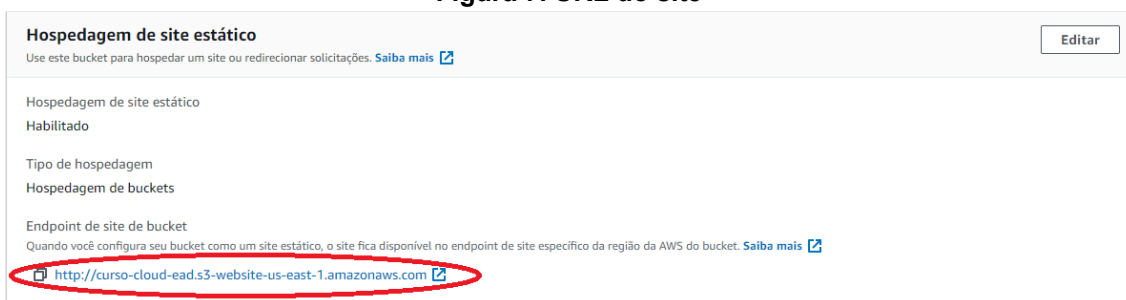 Hospedagem de site estático
Editar
Use este bucket para hospedar um site ou redirecionar solicitações. Saiba mais
Hospedagem de site estático
Habilitado
Tipo de hospedagem
Hospedagem de buckets
Endpoint de site de bucket
Quando você configura seu bucket como um site estático, o site fica disponível no endpoint de site específico da região da AWS do bucket. Saiba mais
http://curso-cloud-ead.s3-website-us-east-1.amazonaws.com